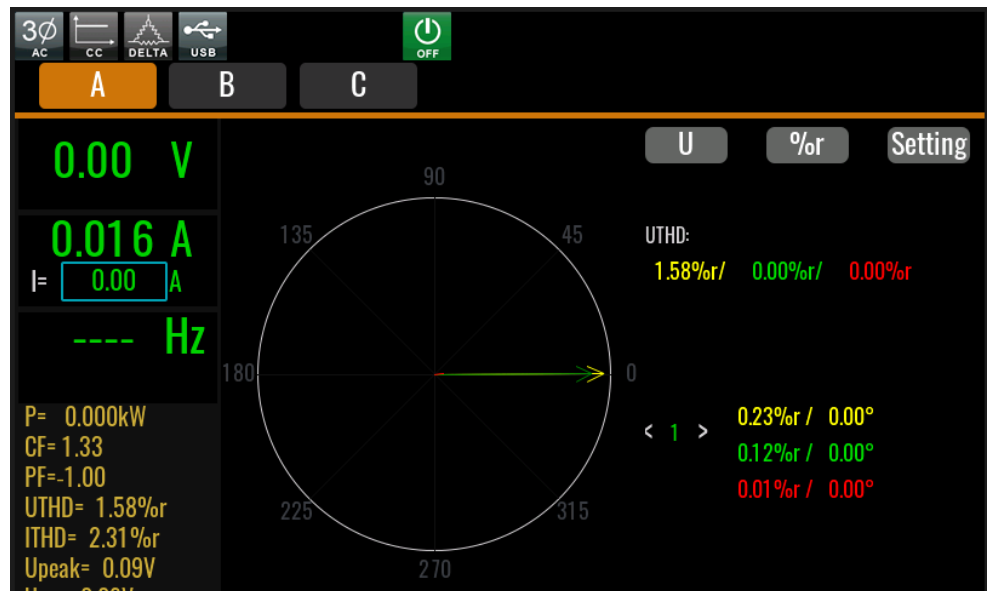 3Ø AC CC DELTA USB OFF
A B C
0.00 V
0.016 A
I= 0.00 A
---- Hz
P= 0.000kW
CF= 1.33
PF=-1.00
UTHD= 1.58%r
ITHD= 2.31%r
Upeak= 0.09V
90
135 45
180 0
225 315
270
U %r Setting
UTHD:
1.58%r/ 0.00%r/ 0.00%r
< 1 >
0.23%r / 0.00°
0.12%r / 0.00°
0.01%r / 0.00°